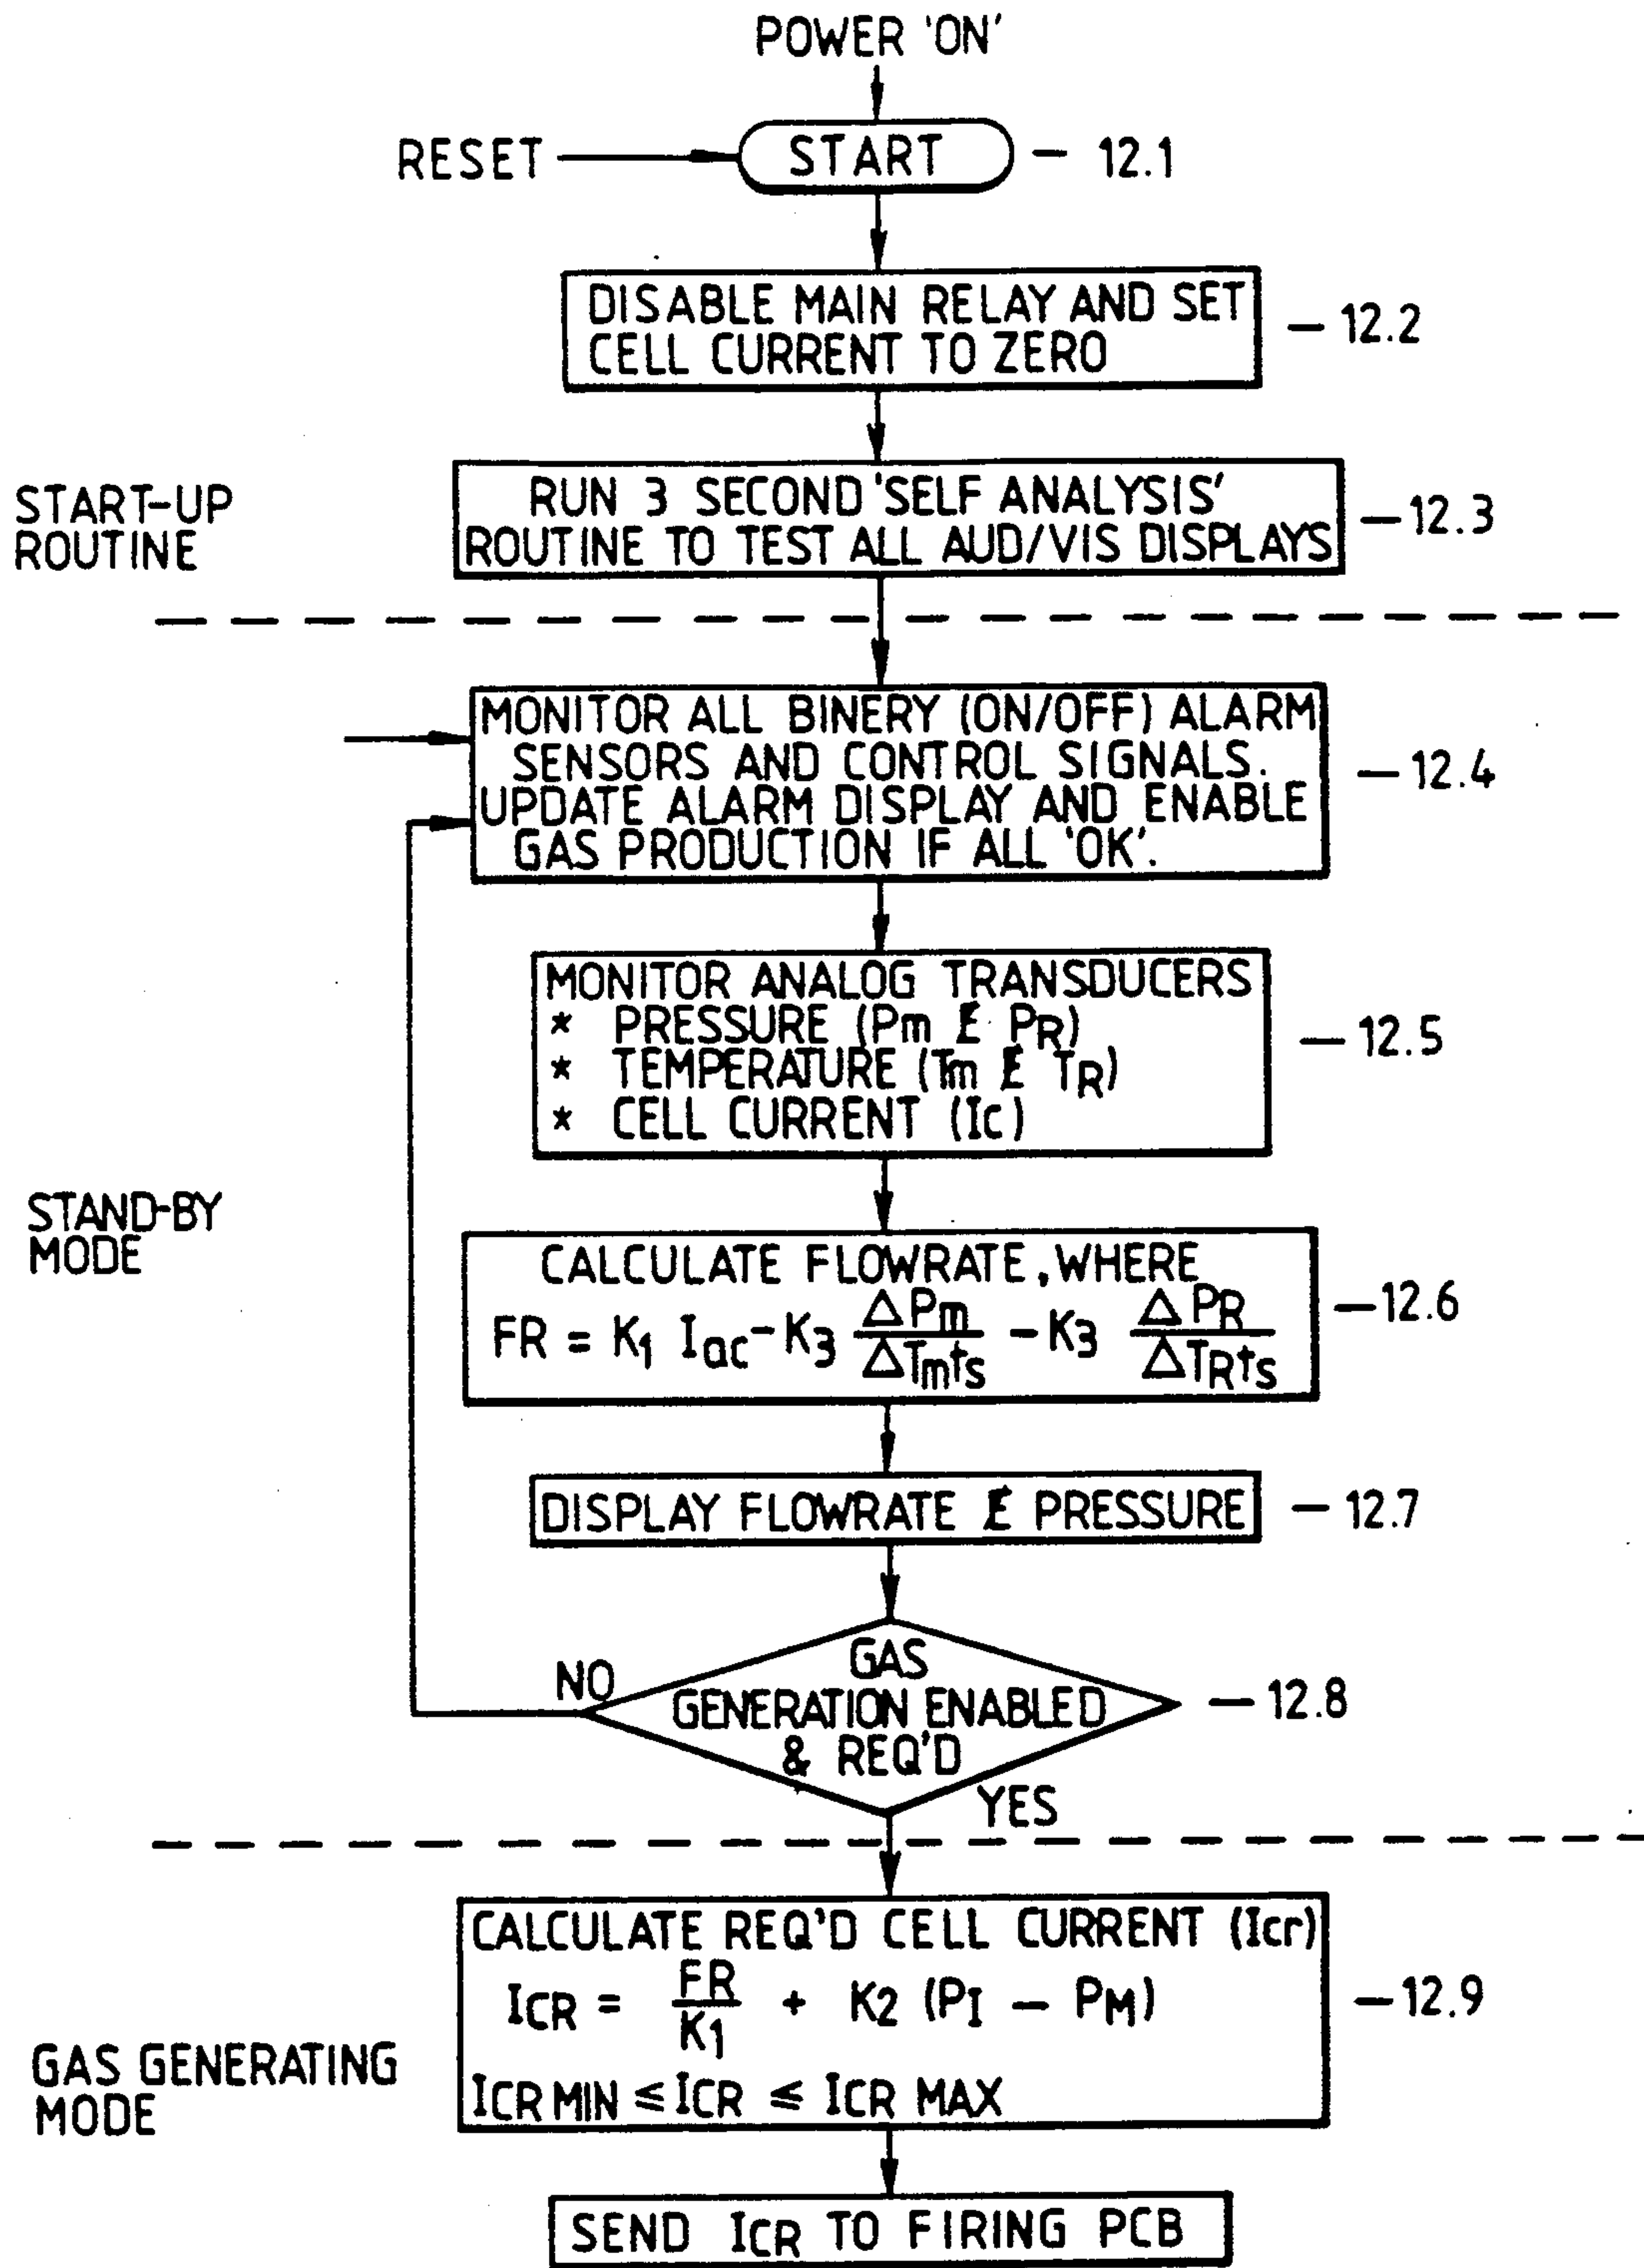 POWER 'ON'
RESET
START
— 12.1
DISABLE MAIN RELAY AND SET
CELL CURRENT TO ZERO
— 12.2
START-UP
ROUTINE
RUN 3 SECOND 'SELF ANALYSIS'
ROUTINE TO TEST ALL AUD/VIS DISPLAYS
— 12.3
MONITOR ALL BINERY (ON/OFF) ALARM
SENSORS AND CONTROL SIGNALS.
UPDATE ALARM DISPLAY AND ENABLE
GAS PRODUCTION IF ALL 'OK'.
— 12.4
MONITOR ANALOG TRANSDUCERS
* PRESSURE (Pm & PR)
* TEMPERATURE (Tm & TR)
* CELL CURRENT (Ic)
— 12.5
STAND-BY
MODE
CALCULATE FLOWRATE, WHERE
FR = K1 Iac - K3 ΔPm/ΔTmts - K3 ΔPR/ΔTRts
— 12.6
DISPLAY FLOWRATE & PRESSURE
— 12.7
NO
GAS
GENERATION ENABLED
& REQ'D
— 12.8
YES
CALCULATE REQ'D CELL CURRENT (Icr)
ICR = FR/K1 + K2 (PI - PM)
ICR MIN ≤ ICR ≤ ICR MAX
— 12.9
GAS GENERATING
MODE
SEND ICR TO FIRING PCB